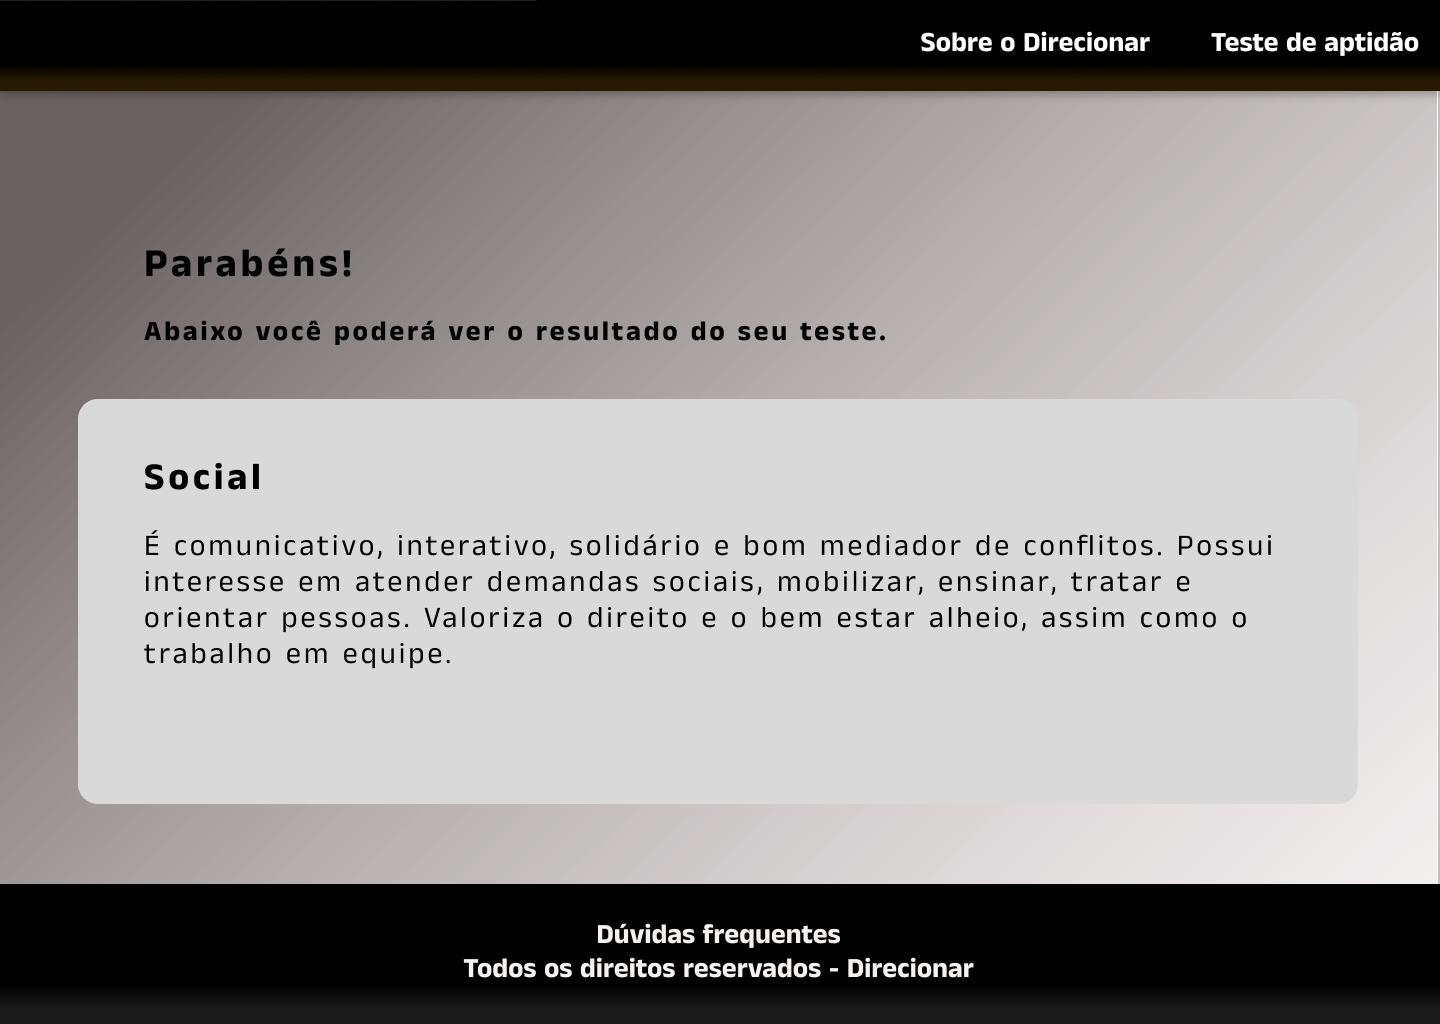 Sobre o Direcionar
Teste de aptidão
Parabéns!
Abaixo você poderá ver o resultado do seu teste.
Social
É comunicativo, interativo, solidário e bom mediador de conflitos. Possui
interesse em atender demandas sociais, mobilizar, ensinar, tratar e
orientar pessoas. Valoriza o direito e o bem estar alheio, assim como o
trabalho em equipe.
Dúvidas frequentes
Todos os direitos reservados - Direcionar